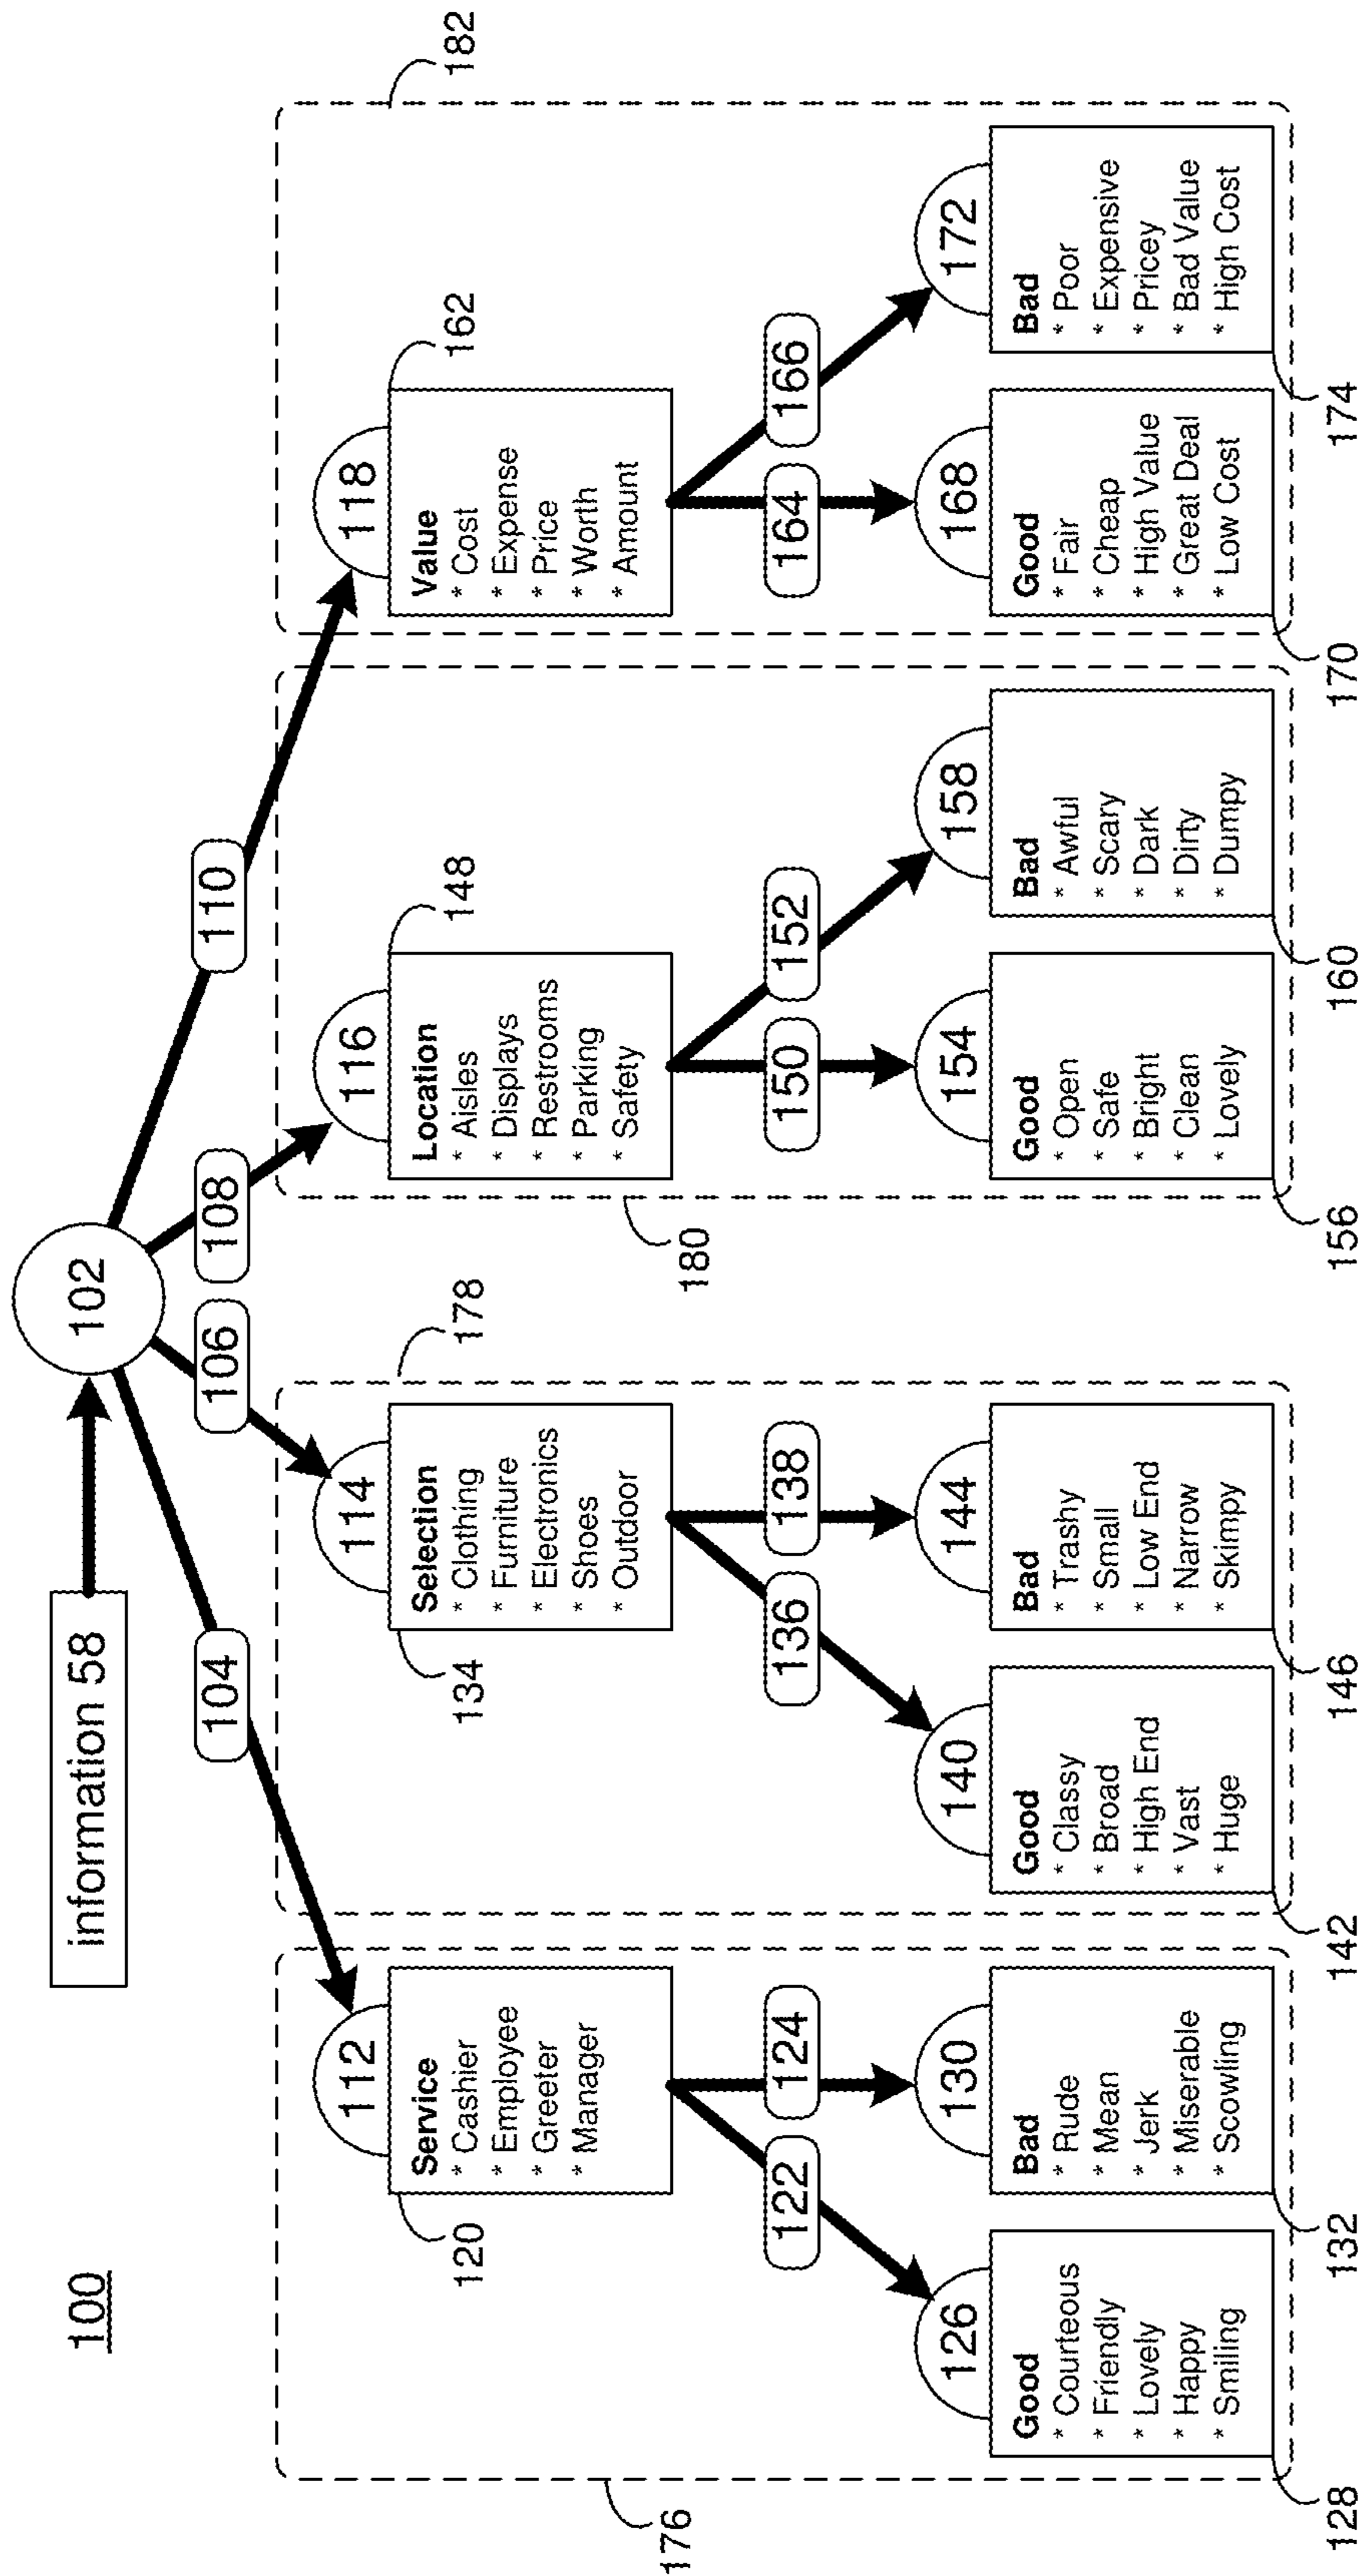 100
information 58
102
104
106
108
110
112
Service
* Cashier
* Employee
* Greeter
* Manager
120
122
124
126
Good
* Courteous
* Friendly
* Lovely
* Happy
* Smiling
128
130
Bad
* Rude
* Mean
* Jerk
* Miserable
* Scowling
132
176
114
Selection
* Clothing
* Furniture
* Electronics
* Shoes
* Outdoor
134
178
136
138
140
Good
* Classy
* Broad
* High End
* Vast
* Huge
142
144
Bad
* Trashy
* Small
* Low End
* Narrow
* Skimpy
146
116
Location
* Aisles
* Displays
* Restrooms
* Parking
* Safety
148
180
150
152
154
Good
* Open
* Safe
* Bright
* Clean
* Lovely
156
158
Bad
* Awful
* Scary
* Dark
* Dirty
* Dumpy
160
118
Value
* Cost
* Expense
* Price
* Worth
* Amount
162
182
164
166
168
Good
* Fair
* Cheap
* High Value
* Great Deal
* Low Cost
170
172
Bad
* Poor
* Expensive
* Pricey
* Bad Value
* High Cost
174